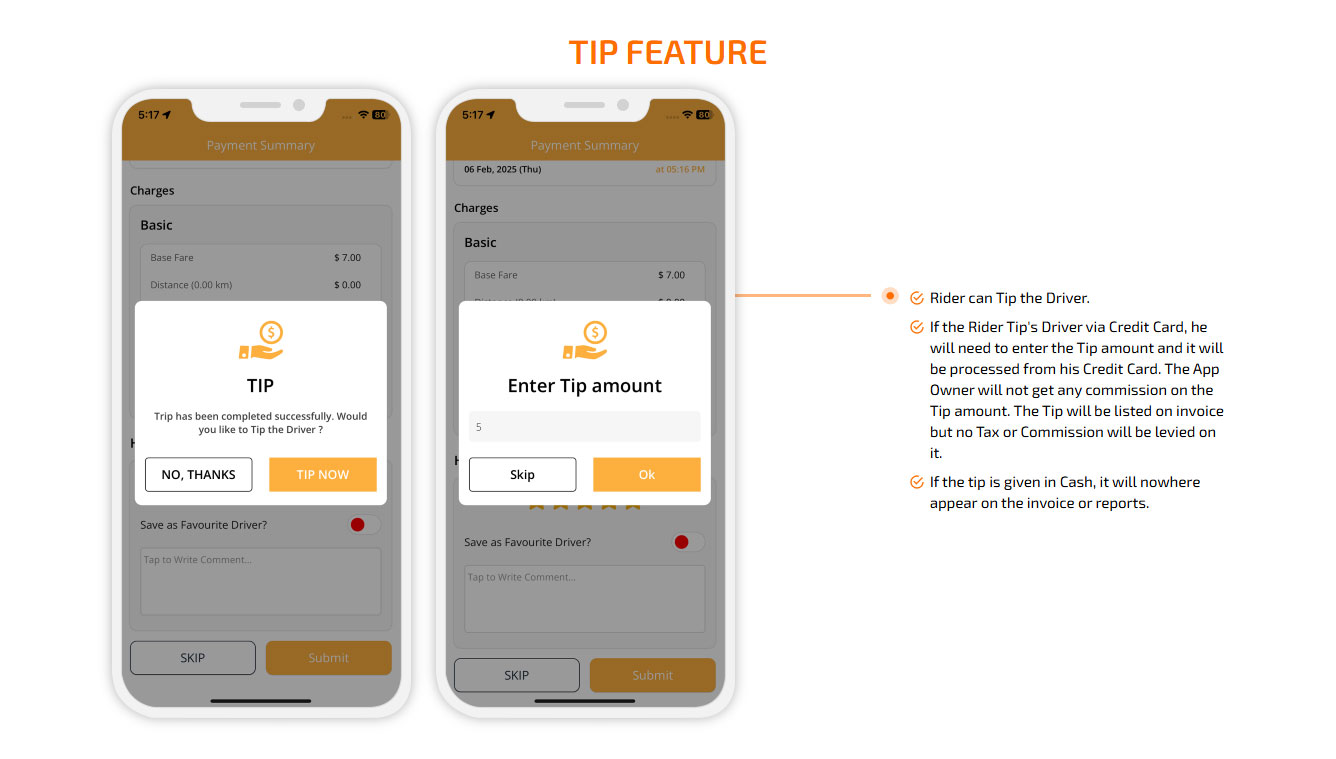 TIP FEATURE
5:17
80
Payment Summary
Charges
Basic
Base Fare $ 7.00
Distance (0.00 km) $ 0.00
TIP
Trip has been completed successfully. Would
you like to Tip the Driver ?
NO, THANKS TIP NOW
Save as Favourite Driver?
Tap to Write Comment...
SKIP Submit
5:17
80
Payment Summary
06 Feb, 2025 (Thu) at 05:16 PM
Charges
Basic
Base Fare $ 7.00
Enter Tip amount
5
Skip Ok
Save as Favourite Driver?
Tap to Write Comment...
SKIP Submit
Rider can Tip the Driver.
If the Rider Tip's Driver via Credit Card, he
will need to enter the Tip amount and it will
be processed from his Credit Card. The App
Owner will not get any commission on the
Tip amount. The Tip will be listed on invoice
but no Tax or Commission will be levied on
it.
If the tip is given in Cash, it will nowhere
appear on the invoice or reports.